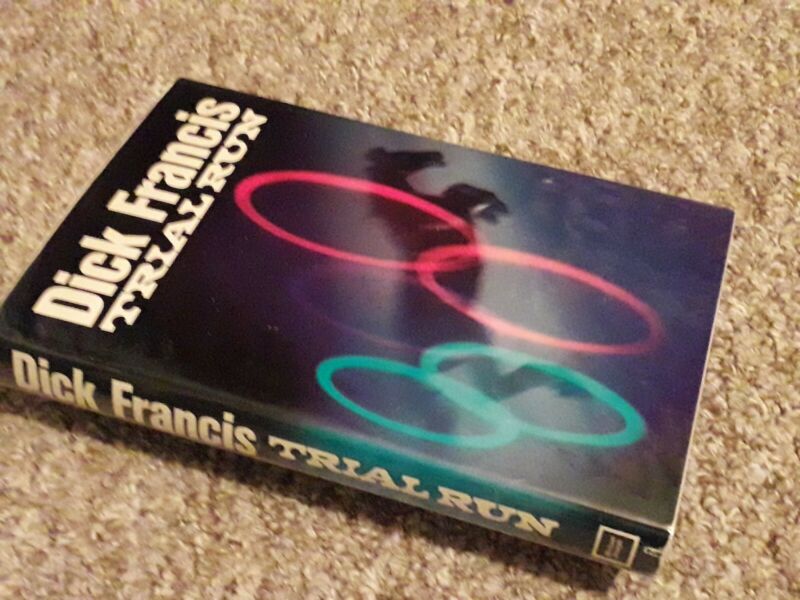 Dick Francis
TRIAL RUN
Dick Francis TRIAL RUN